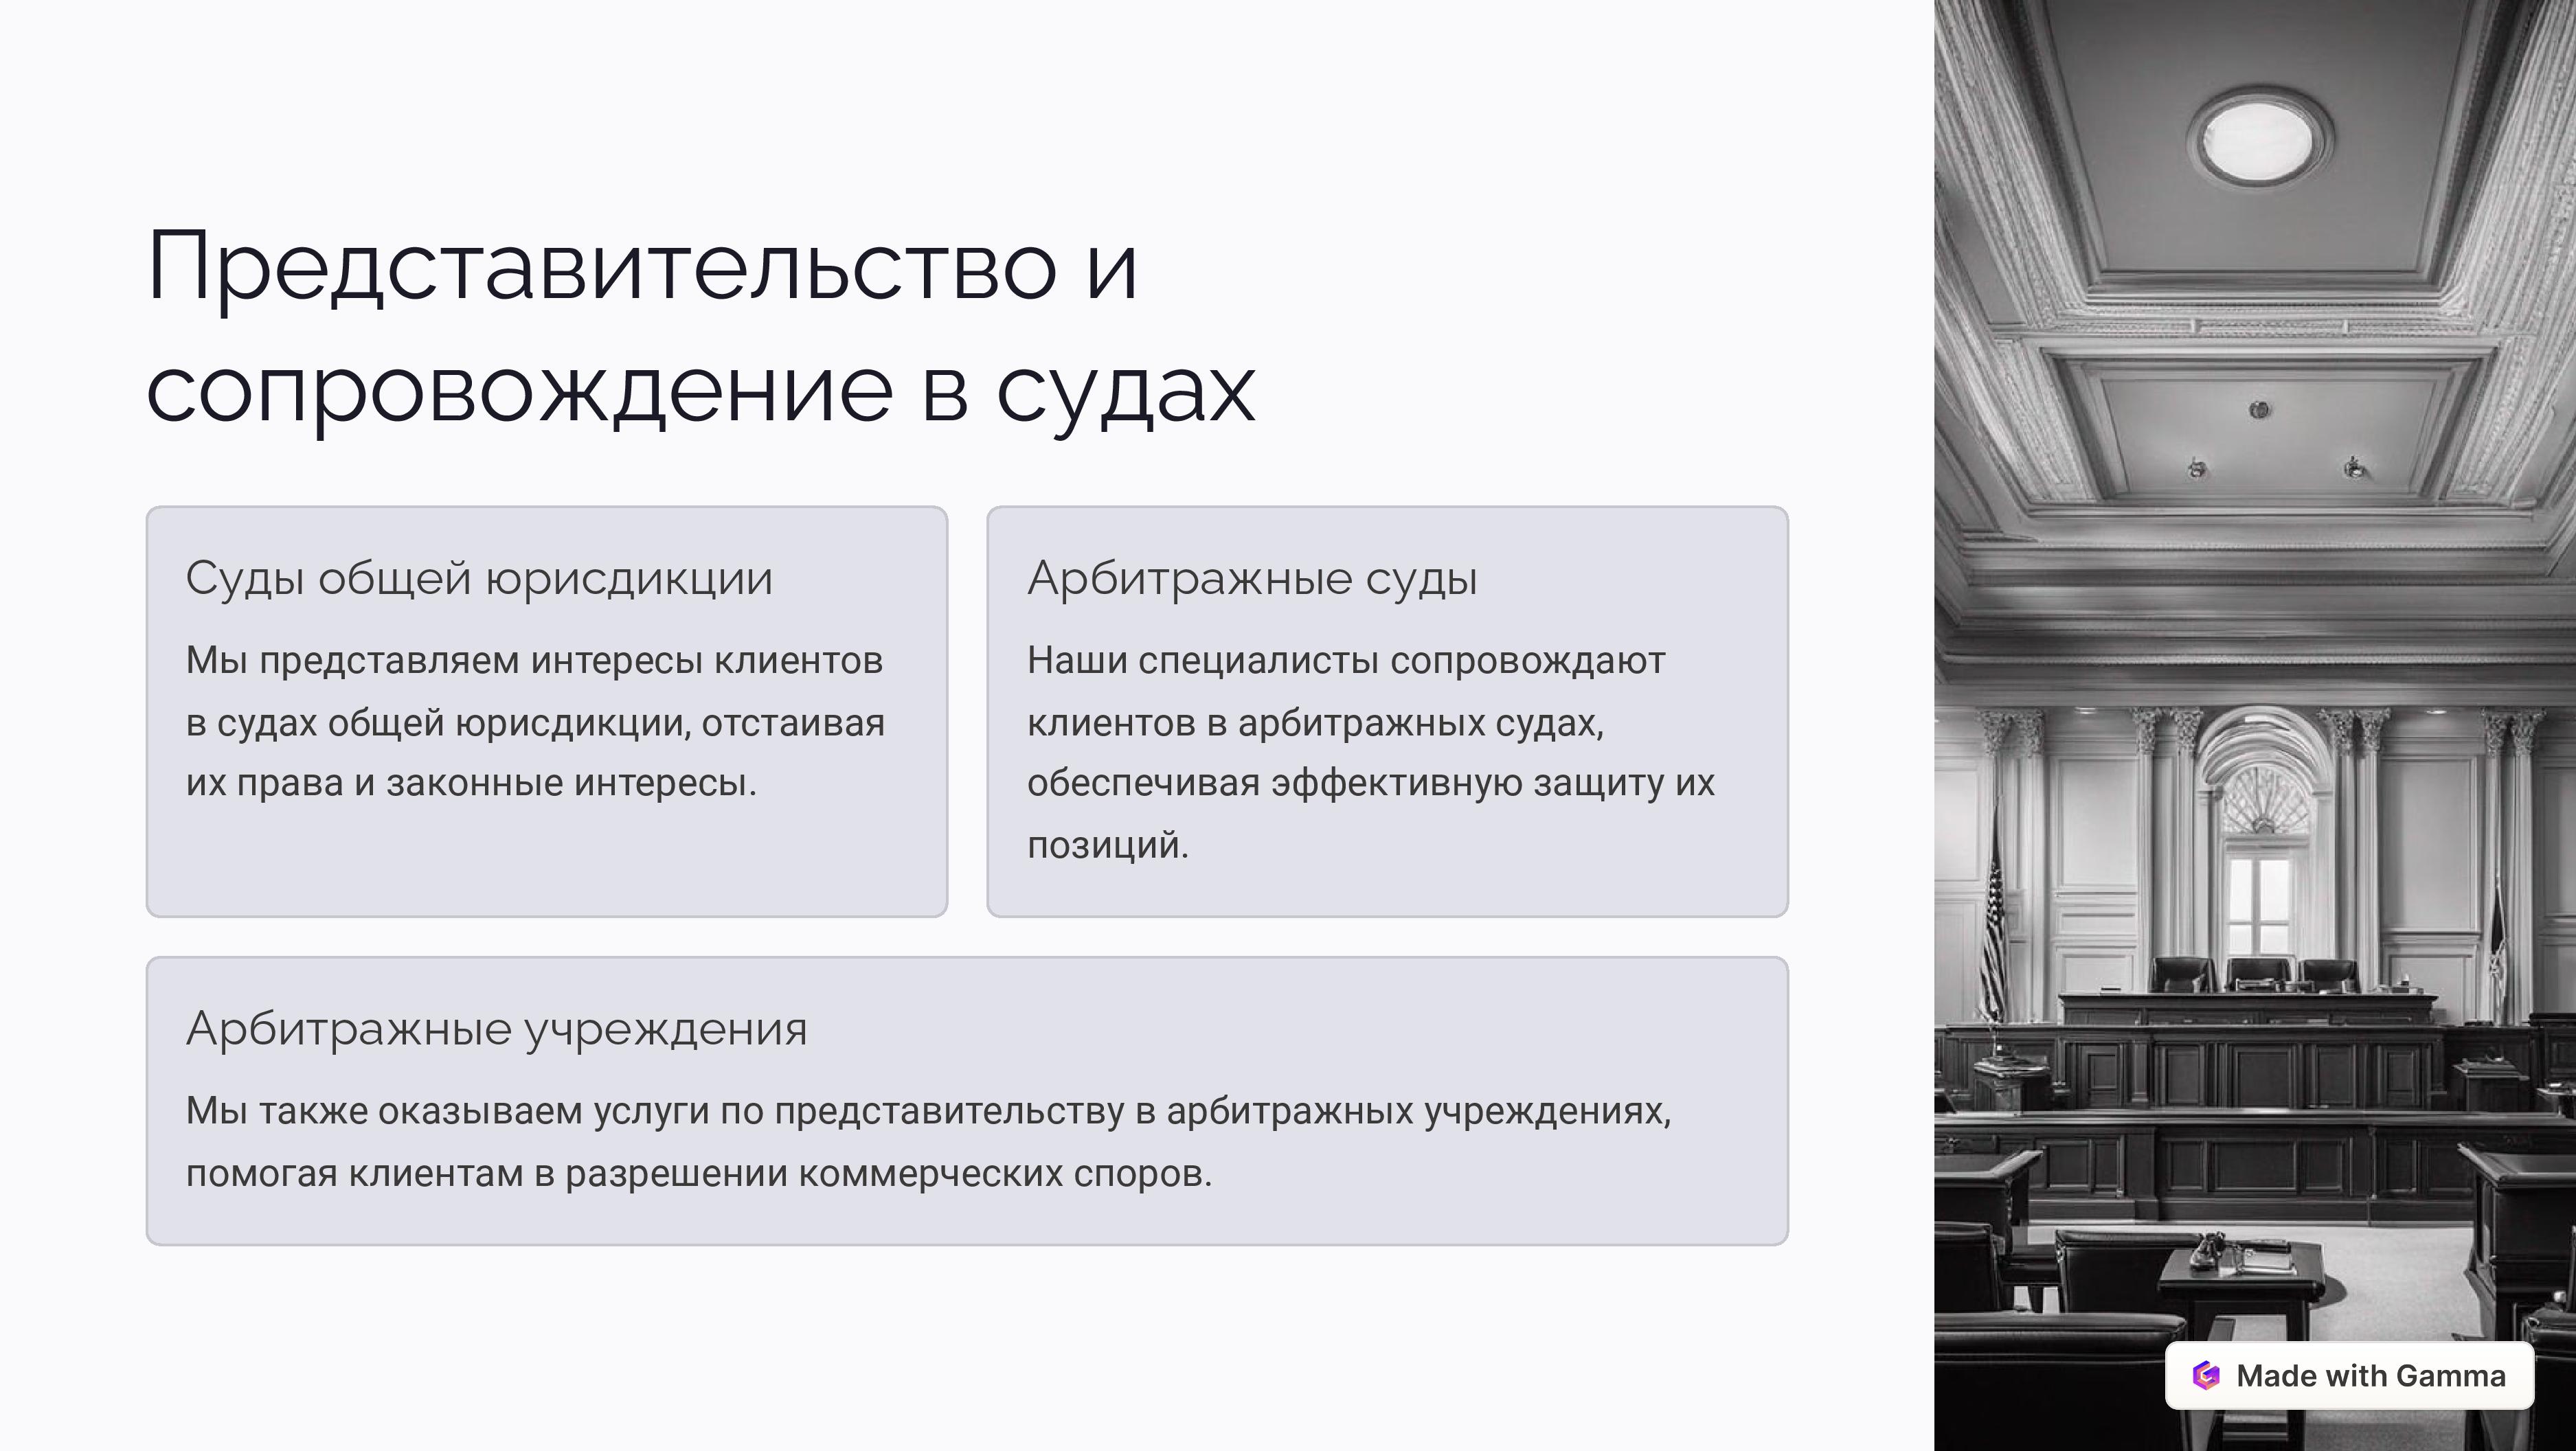 Представительство и
сопровождение в судах
Суды общей юрисдикции
Мы представляем интересы клиентов
в судах общей юрисдикции, отстаивая
их права и законные интересы.
Арбитражные суды
Наши специалисты сопровождают
клиентов в арбитражных судах,
обеспечивая эффективную защиту их
позиций.
Арбитражные учреждения
Мы также оказываем услуги по представительству в арбитражных учреждениях,
помогая клиентам в разрешении коммерческих споров.
Made with Gamma